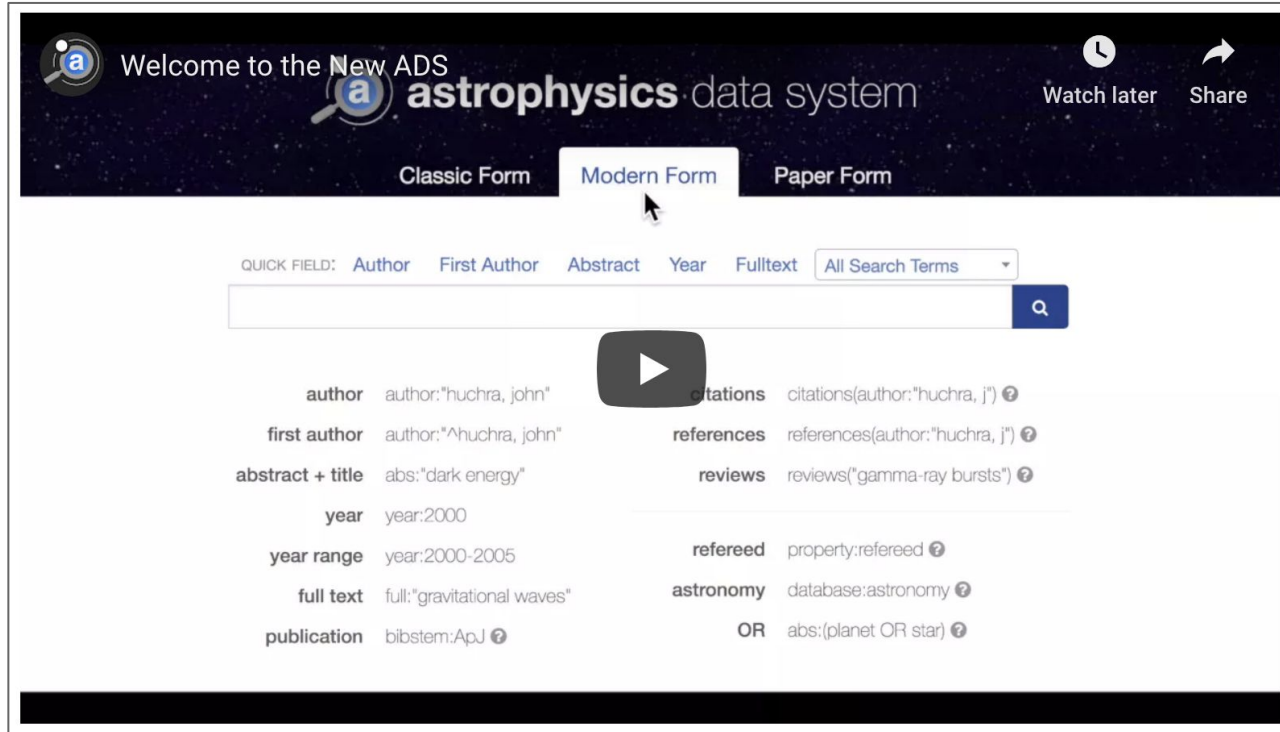 Welcome to the New ADS
Watch later Share
a astrophysics data system
Classic Form Modern Form Paper Form
QUICK FIELD: Author First Author Abstract Year Fulltext All Search Terms
author author:"huchra, john"
first author author:"^huchra, john"
abstract + title abs:"dark energy"
year year:2000
year range year:2000-2005
full text full:"gravitational waves"
publication bibstem:ApJ
citations citations(author:"huchra, j")
references references(author:"huchra, j")
reviews reviews("gamma-ray bursts")
refereed property:refereed
astronomy database:astronomy
OR abs:(planet OR star)